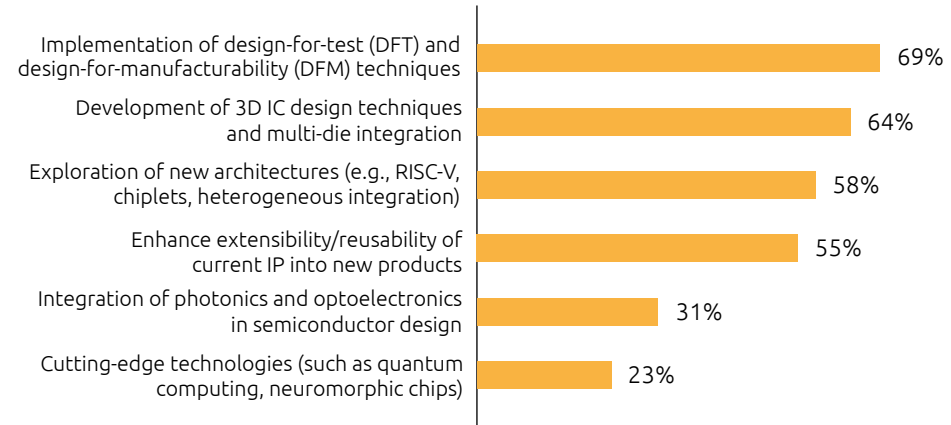 Implementation of design-for-test (DFT) and
design-for-manufacturability (DFM) techniques
69%
Development of 3D IC design techniques
and multi-die integration
64%
Exploration of new architectures (e.g., RISC-V,
chiplets, heterogeneous integration)
58%
Enhance extensibility/reusability of
current IP into new products
55%
Integration of photonics and optoelectronics
in semiconductor design
31%
Cutting-edge technologies (such as quantum
computing, neuromorphic chips)
23%